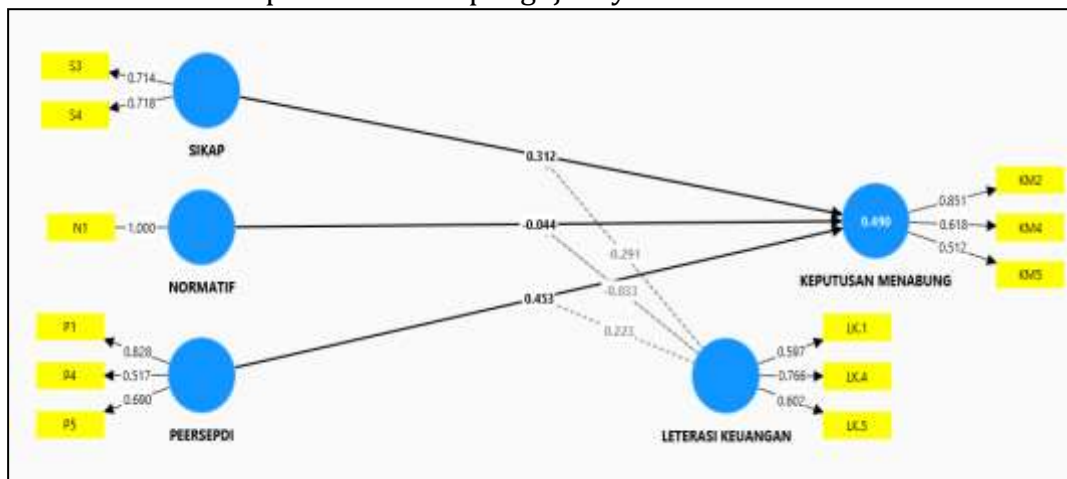 S3
0.714
S4
0.718
SIKAP
0.312
N1
1.000
NORMATIF
-0.044
0.291
KM2
0.851
0.490
0.618
KM4
0.512
KM5
KEPUTUSAN MENABUNG
P1
0.828
P4
0.517
0.690
P5
PEERSEPDI
0.453
0.223
LK.1
0.597
0.766
LK.4
0.602
LK.5
LETERASI KEUANGAN